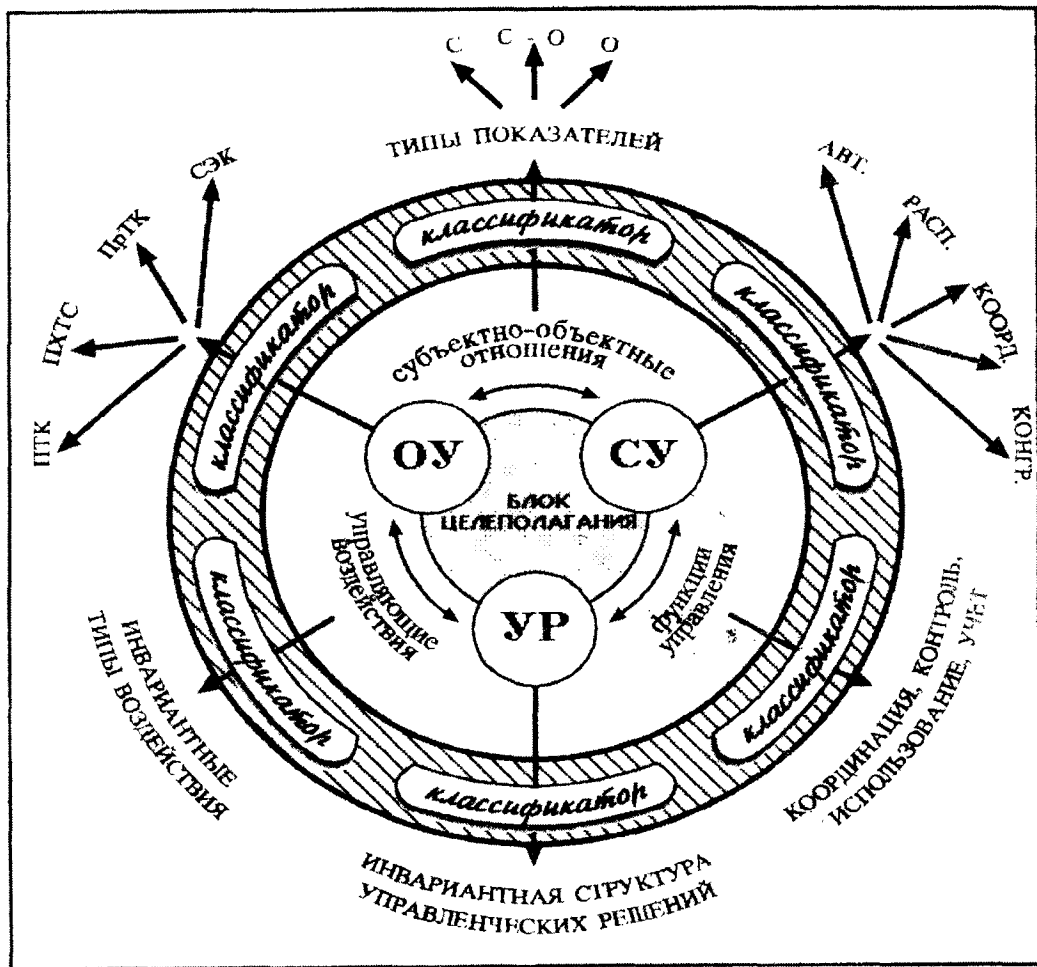 С С - О О
ТИПЫ ПОКАЗАТЕЛЕЙ
СЭК
ПрТК
ПХТС
ПТК
АВТ.
РАСП.
КООРД.
КОНГР.
классификатор
классификатор
классификатор
субъектно-объектные
отношения
ОУ
СУ
БЛОК
ЦЕЛЕПОЛАГАНИЯ
управляющие
воздействия
функции
управления
УР
классификатор
классификатор
классификатор
ИНВАРИАНТНЫЕ
ТИПЫ ВОЗДЕЙСТВИЯ
КООРДИНАЦИЯ, КОНТРОЛЬ,
ИСПОЛЬЗОВАНИЕ, УЧЕТ
ИНВАРИАНТНАЯ СТРУКТУРА
УПРАВЛЕНЧЕСКИХ РЕШЕНИЙ